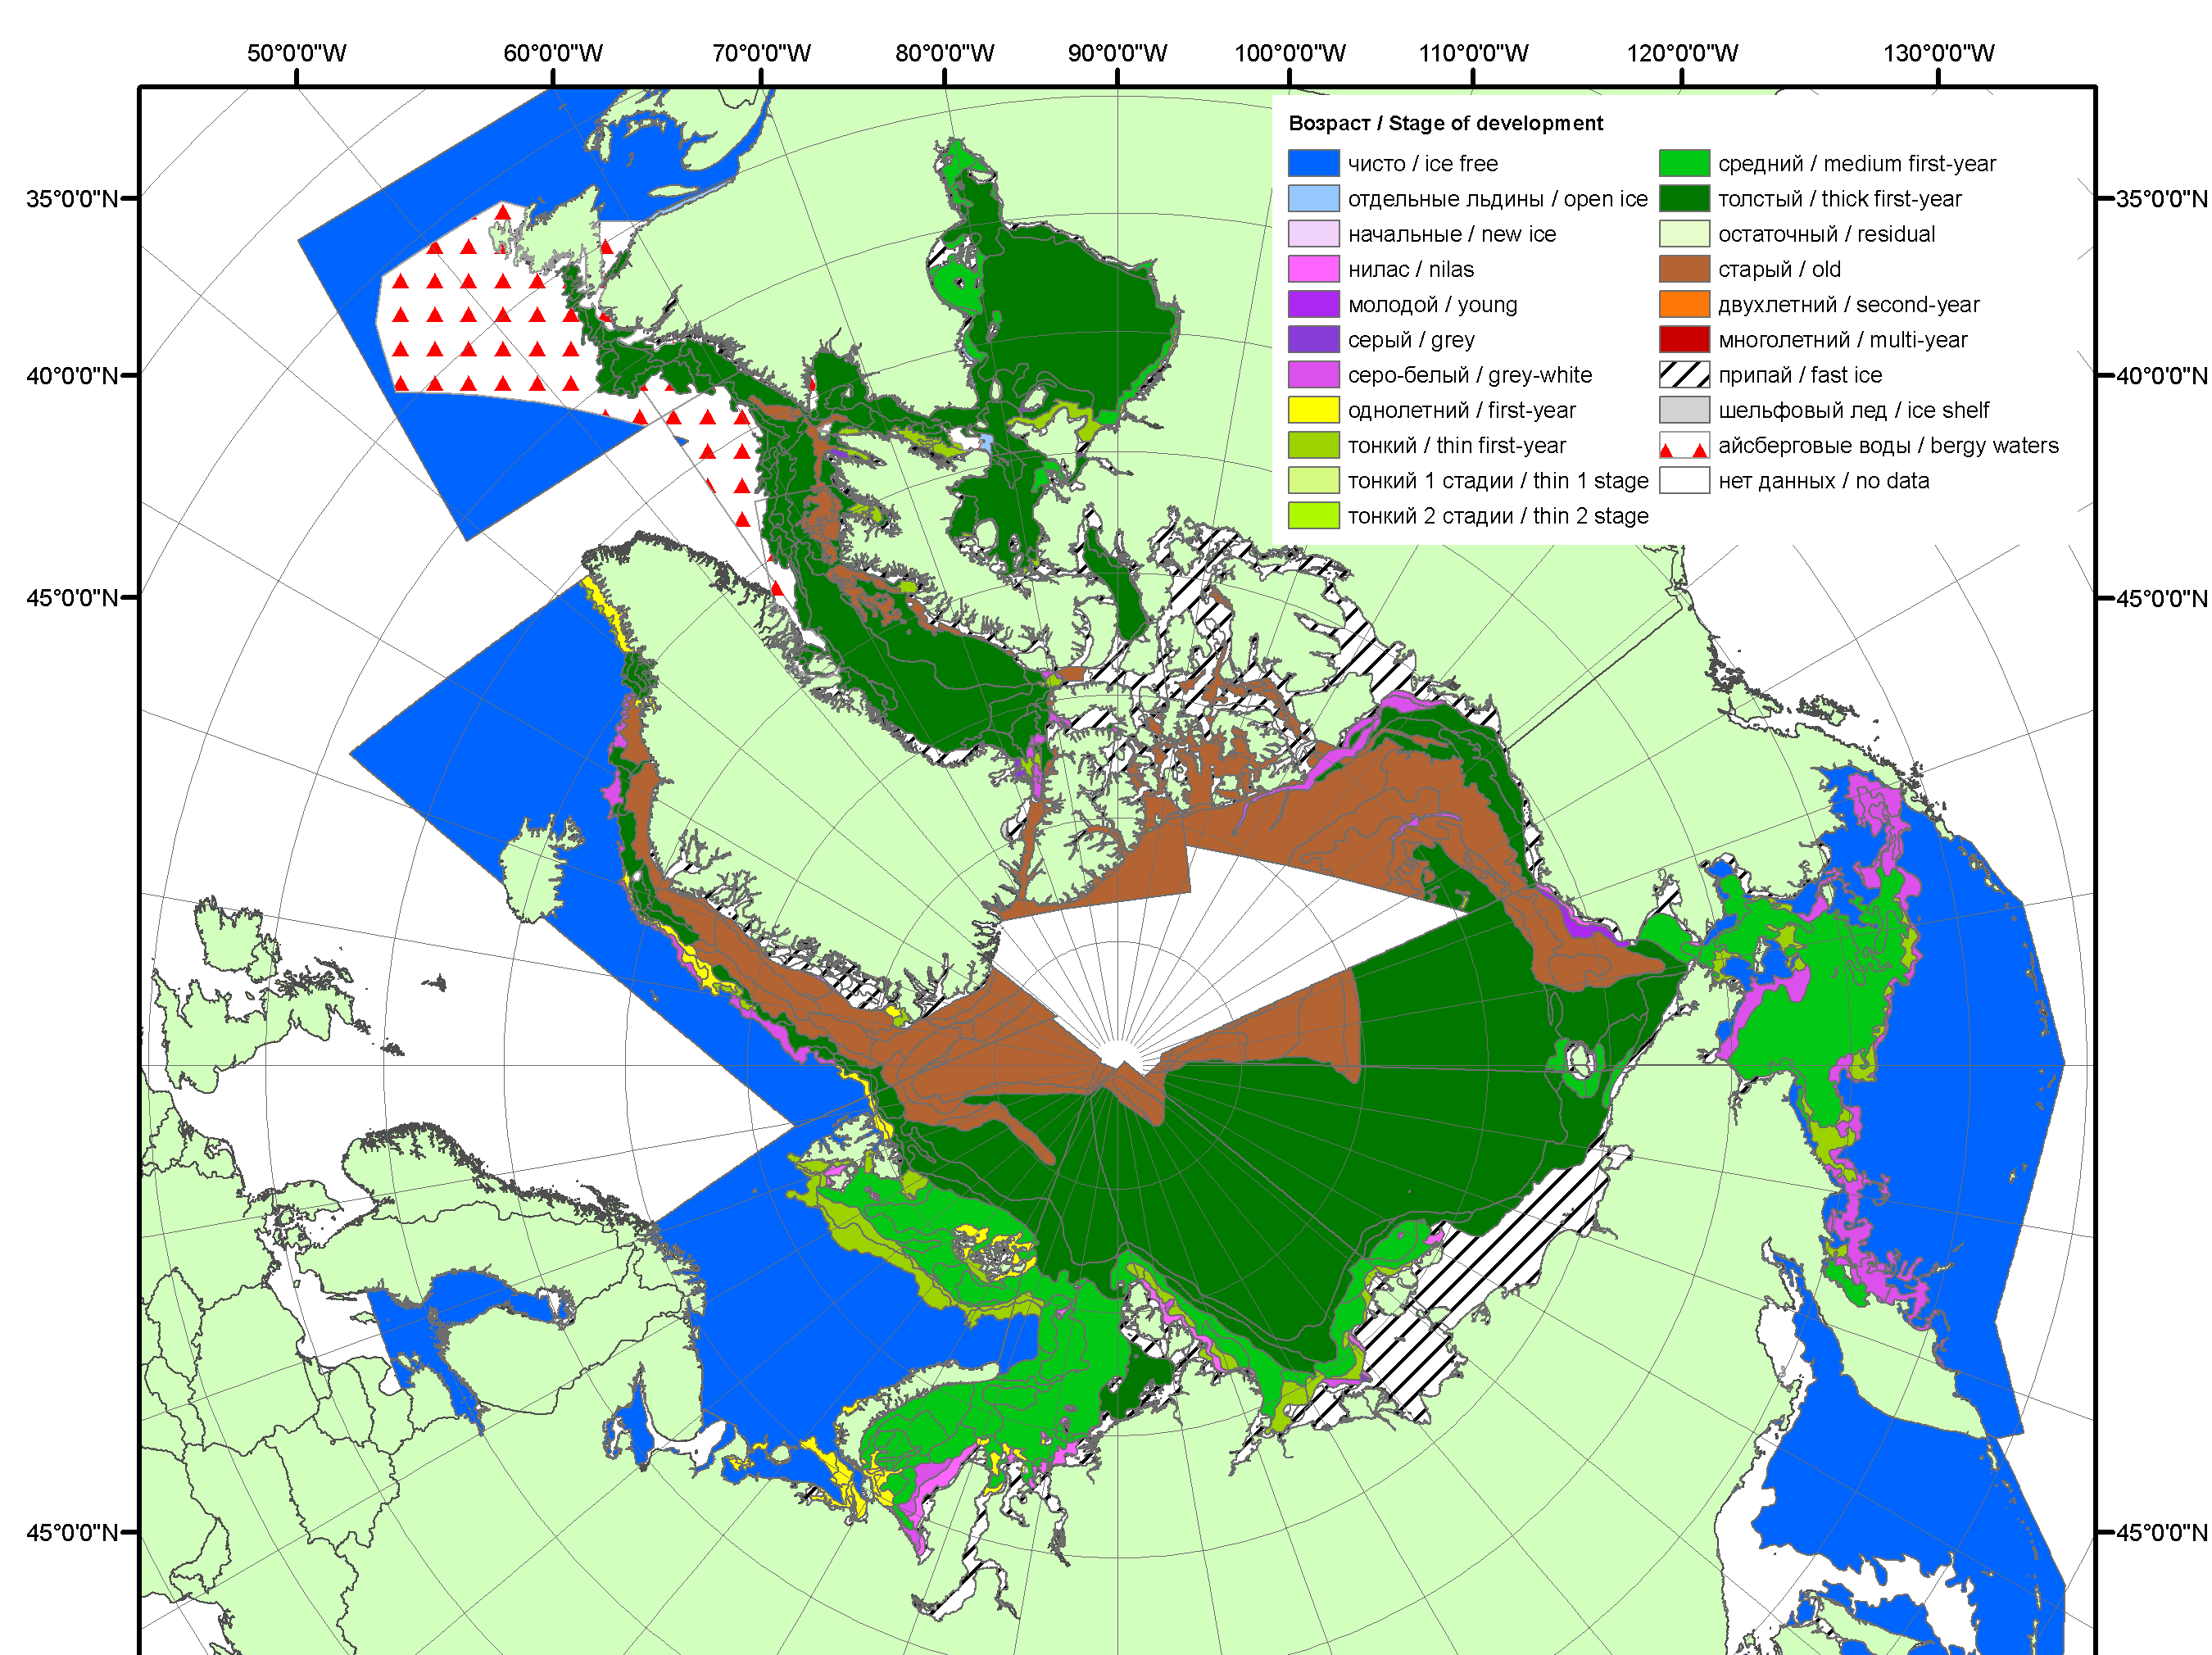 50°0'0"W 60°0'0"W 70°0'0"W 80°0'0"W 90°0'0"W 100°0'0"W 110°0'0"W 120°0'0"W 130°0'0"W
Возраст / Stage of development
чисто / ice free
отдельные льдины / open ice
начальные / new ice
нилас / nilas
молодой / young
серый / grey
серо-белый / grey-white
однолетний / first-year
тонкий / thin first-year
тонкий 1 стадии / thin 1 stage
тонкий 2 стадии / thin 2 stage
средний / medium first-year
толстый / thick first-year
остаточный / residual
старый / old
двухлетний / second-year
многолетний / multi-year
припай / fast ice
шельфовый лед / ice shelf
айсберговые воды / bergy waters
нет данных / no data
35°0'0"N 35°0'0"N
40°0'0"N 40°0'0"N
45°0'0"N 45°0'0"N
45°0'0"N 45°0'0"N